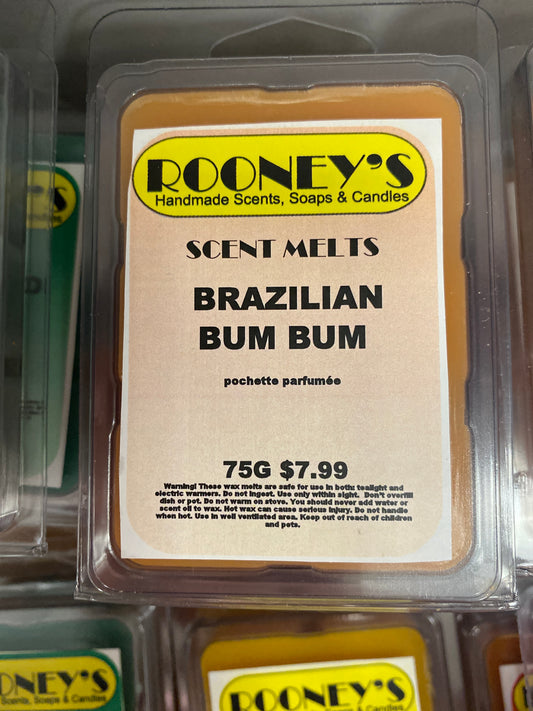 ROONEY'S
Handmade Scents, Soaps & Candles
SCENT MELTS
BRAZILIAN
BUM BUM
pochette parfumée
75G $7.99
Warning! These wax melts are safe for use in both: tealight and
electric warmers. Do not ingest. Use only within sight. Don't overfill
dish or pot. Do not warm on stove. You should never add water or
scent oil to wax. Hot wax can cause serious injury. Do not handle
when hot. Use in well ventilated area. Keep out of reach of children
and pets.
OONEY'S
Scents, Soaps & Candles
ROONEY'S